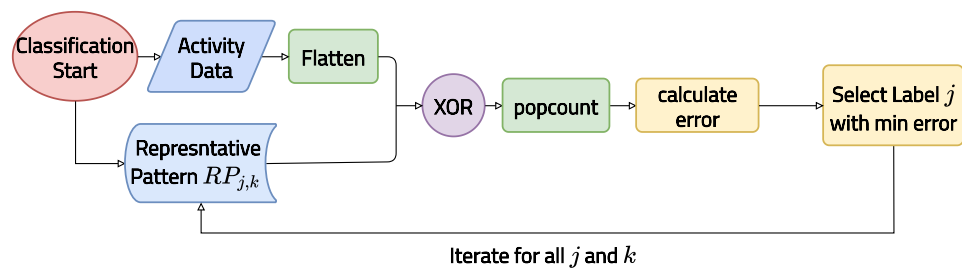 Classification
Start
Activity
Data
Flatten
Represntative
Pattern RP_{j,k}
XOR
popcount
calculate
error
Select Label j
with min error
Iterate for all j and k